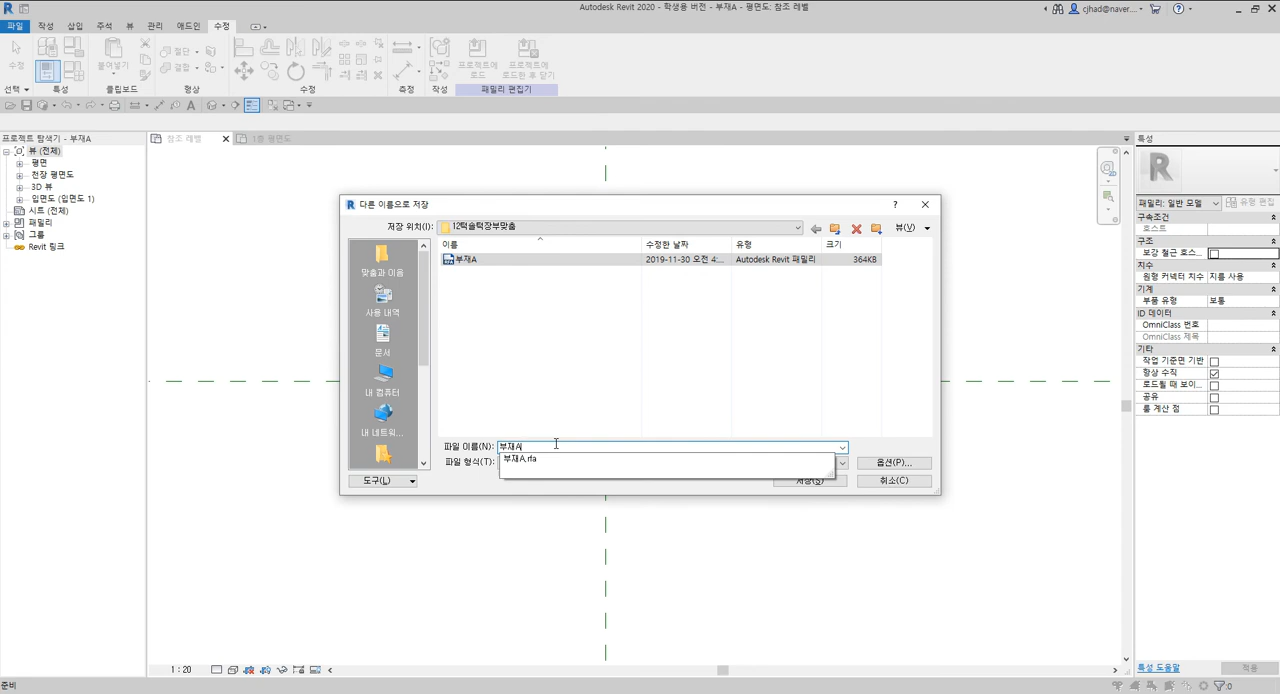 Autodesk Revit 2020 - 학생용 버전 - 부재A - 평면도: 참조 레벨
cjhad@naver....
파일 작성 삽입 주석 뷰 관리 애드인 수정
수정
붙여넣기
절단
결합
프로젝트에 로드
프로젝트에 로드한 후 닫기
선택 특성 클립보드 형상 수정 측정 작성 패밀리 편집기
프로젝트 탐색기 - 부재A
참조 레벨
1층 평면도
특성
뷰 (전체)
평면
천장 평면도
3D 뷰
입면도 (입면도 1)
시트 (전체)
패밀리
그룹
Revit 링크
다른 이름으로 저장
저장 위치(I): 12턱솔턱장부맞춤 뷰(V)
이름 수정한 날짜 유형 크기
부재A 2019-11-30 오전 4:... Autodesk Revit 패밀리 364KB
맞춤과 이음
사용 내역
문서
내 컴퓨터
내 네트워...
파일 이름(N): 부재A
부재A.rfa
파일 형식(T): 옵션(P)...
도구(L) 저장(S) 취소(C)
패밀리: 일반 모델 유형 편집
구속조건
호스트
구조
보강 철근 호스...
치수
원형 커넥터 치수 지름 사용
기계
부품 유형 보통
ID 데이터
OmniClass 번호
OmniClass 제목
기타
작업 기준면 기반
항상 수직
로드될 때 보이...
공유
룸 계산 점
특성 도움말 적용
1 : 20
준비
:0